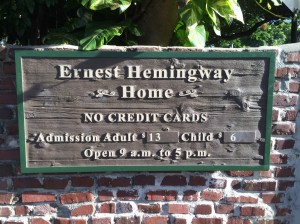 Ernest Hemingway
Home
NO CREDIT CARDS
Admission Adult $13 Child $6
Open 9 a.m. to 5 p.m.